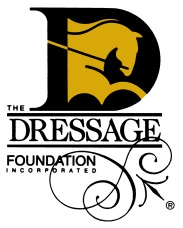 D
THE
DRESSAGE
FOUNDATION
INCORPORATED
®